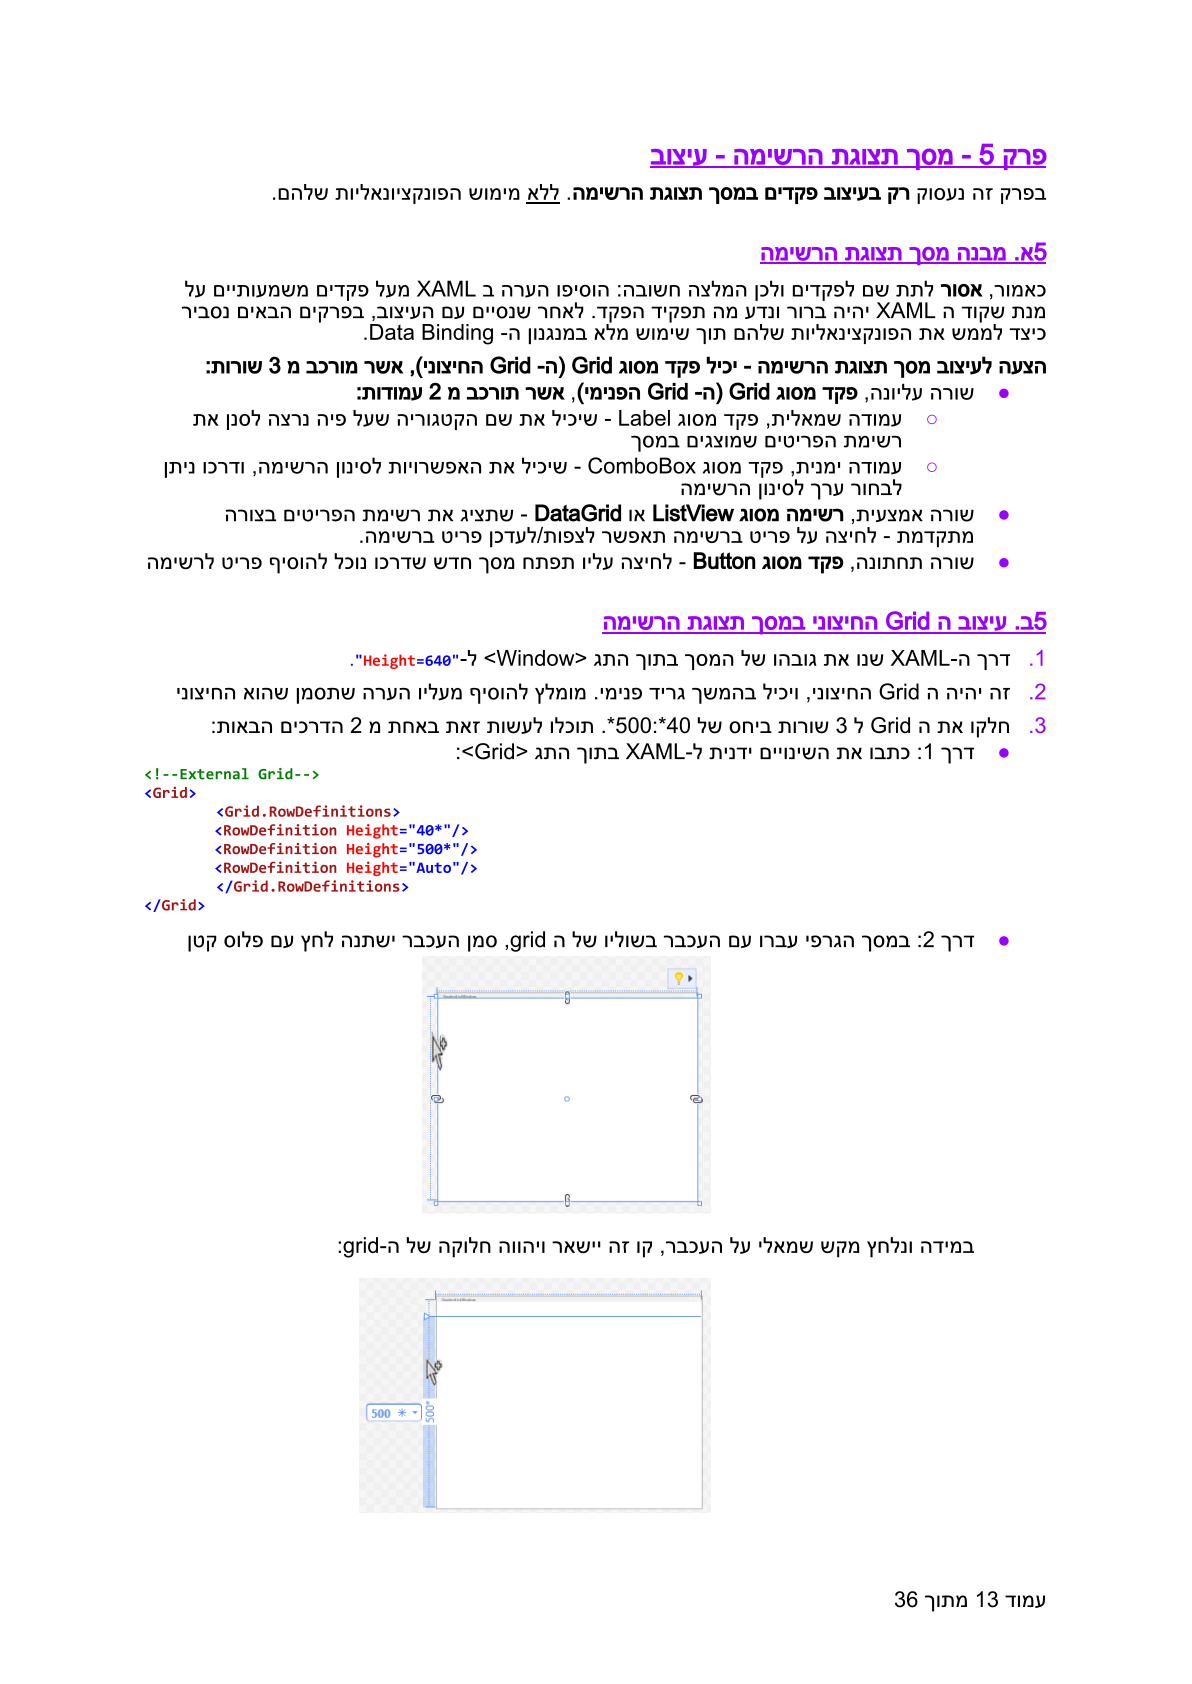 פרק 5 - מסך תצוגת הרשימה - עיצוב
בפרק זה נעסוק רק בעיצוב פקדים במסך תצוגת הרשימה. ללא מימוש הפונקציונאליות שלהם.
5א. מבנה מסך תצוגת הרשימה
כאמור, אסור לתת שם לפקדים ולכן המלצה חשובה: הוסיפו הערה ב XAML מעל פקדים משמעותיים על
מנת שקוד ה XAML יהיה ברור ונדע מה תפקיד הפקד. לאחר שנסיים עם העיצוב, בפרקים הבאים נסביר
כיצד לממש את הפונקצינאליות שלהם תוך שימוש מלא במנגנון ה- Data Binding.
הצעה לעיצוב מסך תצוגת הרשימה - יכיל פקד מסוג Grid (ה- Grid החיצוני), אשר מורכב מ 3 שורות:
● שורה עליונה, פקד מסוג Grid (ה- Grid הפנימי), אשר תורכב מ 2 עמודות:
○ עמודה שמאלית, פקד מסוג Label - שיכיל את שם הקטגוריה שעל פיה נרצה לסנן את
רשימת הפריטים שמוצגים במסך
○ עמודה ימנית, פקד מסוג ComboBox - שיכיל את האפשרויות לסינון הרשימה, ודרכו ניתן
לבחור ערך לסינון הרשימה
● שורה אמצעית, רשימה מסוג ListView או DataGrid - שתציג את רשימת הפריטים בצורה
מתקדמת - לחיצה על פריט ברשימה תאפשר לצפות/לעדכן פריט ברשימה.
● שורה תחתונה, פקד מסוג Button - לחיצה עליו תפתח מסך חדש שדרכו נוכל להוסיף פריט לרשימה
5ב. עיצוב ה Grid החיצוני במסך תצוגת הרשימה
1. דרך ה-XAML שנו את גובהו של המסך בתוך התג <Window> ל-"Height=640".
2. זה יהיה ה Grid החיצוני, ויכיל בהמשך גריד פנימי. מומלץ להוסיף מעליו הערה שתסמן שהוא החיצוני
3. חלקו את ה Grid ל 3 שורות ביחס של 40*:500*. תוכלו לעשות זאת באחת מ 2 הדרכים הבאות:
● דרך 1: כתבו את השינויים ידנית ל-XAML בתוך התג <Grid>:
<!--External Grid-->
<Grid>
<Grid.RowDefinitions>
<RowDefinition Height="40*"/>
<RowDefinition Height="500*"/>
<RowDefinition Height="Auto"/>
</Grid.RowDefinitions>
</Grid>
● דרך 2: במסך הגרפי עברו עם העכבר בשוליו של ה grid, סמן העכבר ישתנה לחץ עם פלוס קטן
במידה ונלחץ מקש שמאלי על העכבר, קו זה יישאר ויהווה חלוקה של ה-grid:
500 *
500*
עמוד 13 מתוך 36